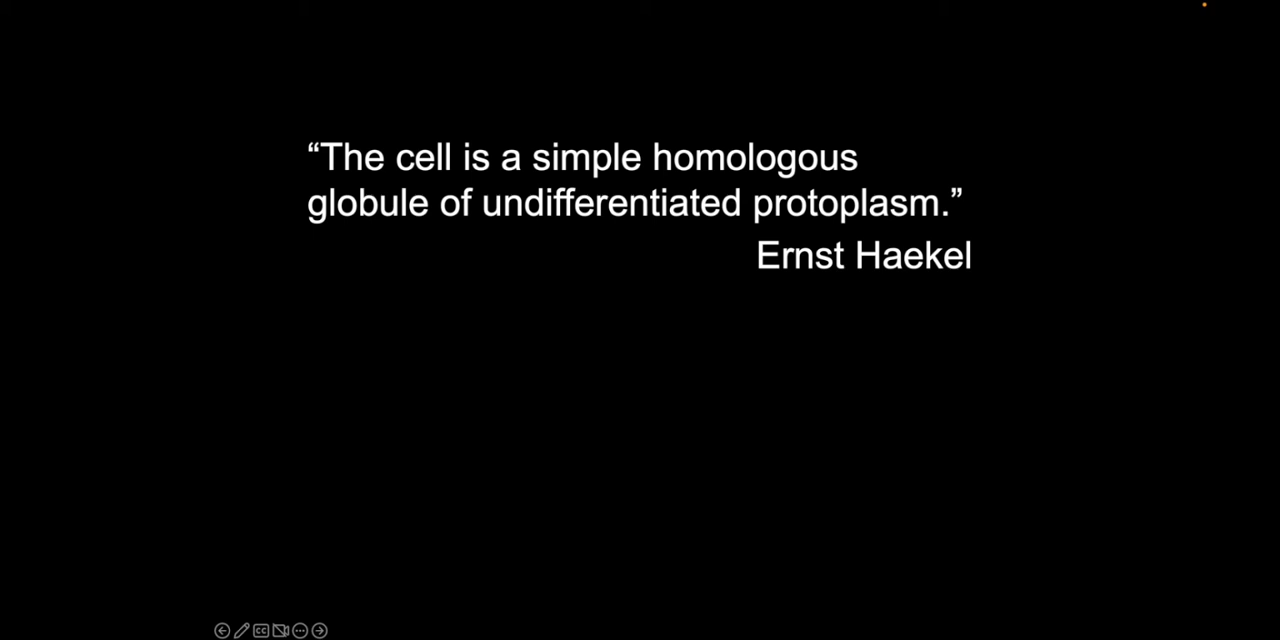 “The cell is a simple homologous
globule of undifferentiated protoplasm.”
Ernst Haekel